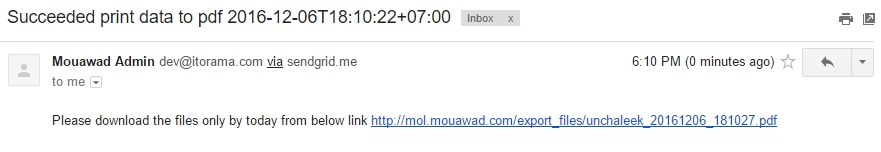 Succeeded print data to pdf 2016-12-06T18:10:22+07:00 Inbox x
Mouawad Admin dev@itorama.com via sendgrid.me 6:10 PM (0 minutes ago)
to me
Please download the files only by today from below link http://mol.mouawad.com/export_files/unchaleek_20161206_181027.pdf